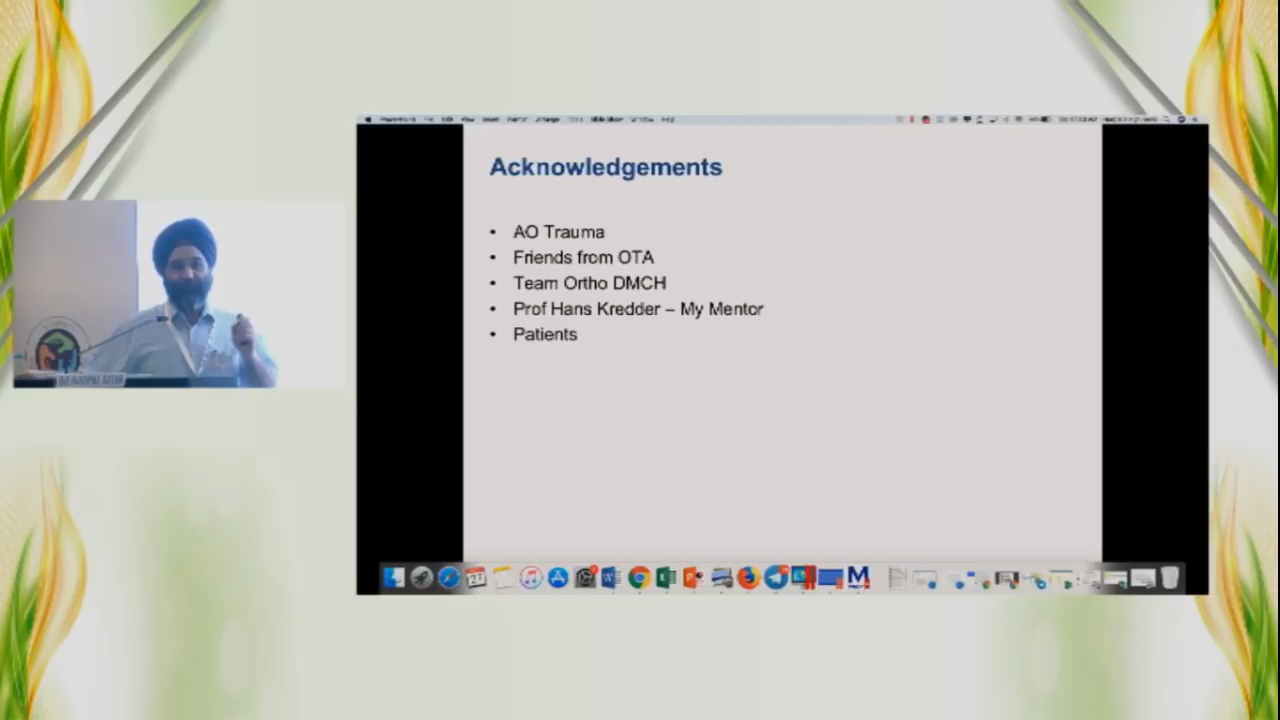 Acknowledgements
• AO Trauma
• Friends from OTA
• Team Ortho DMCH
• Prof Hans Kredder – My Mentor
• Patients